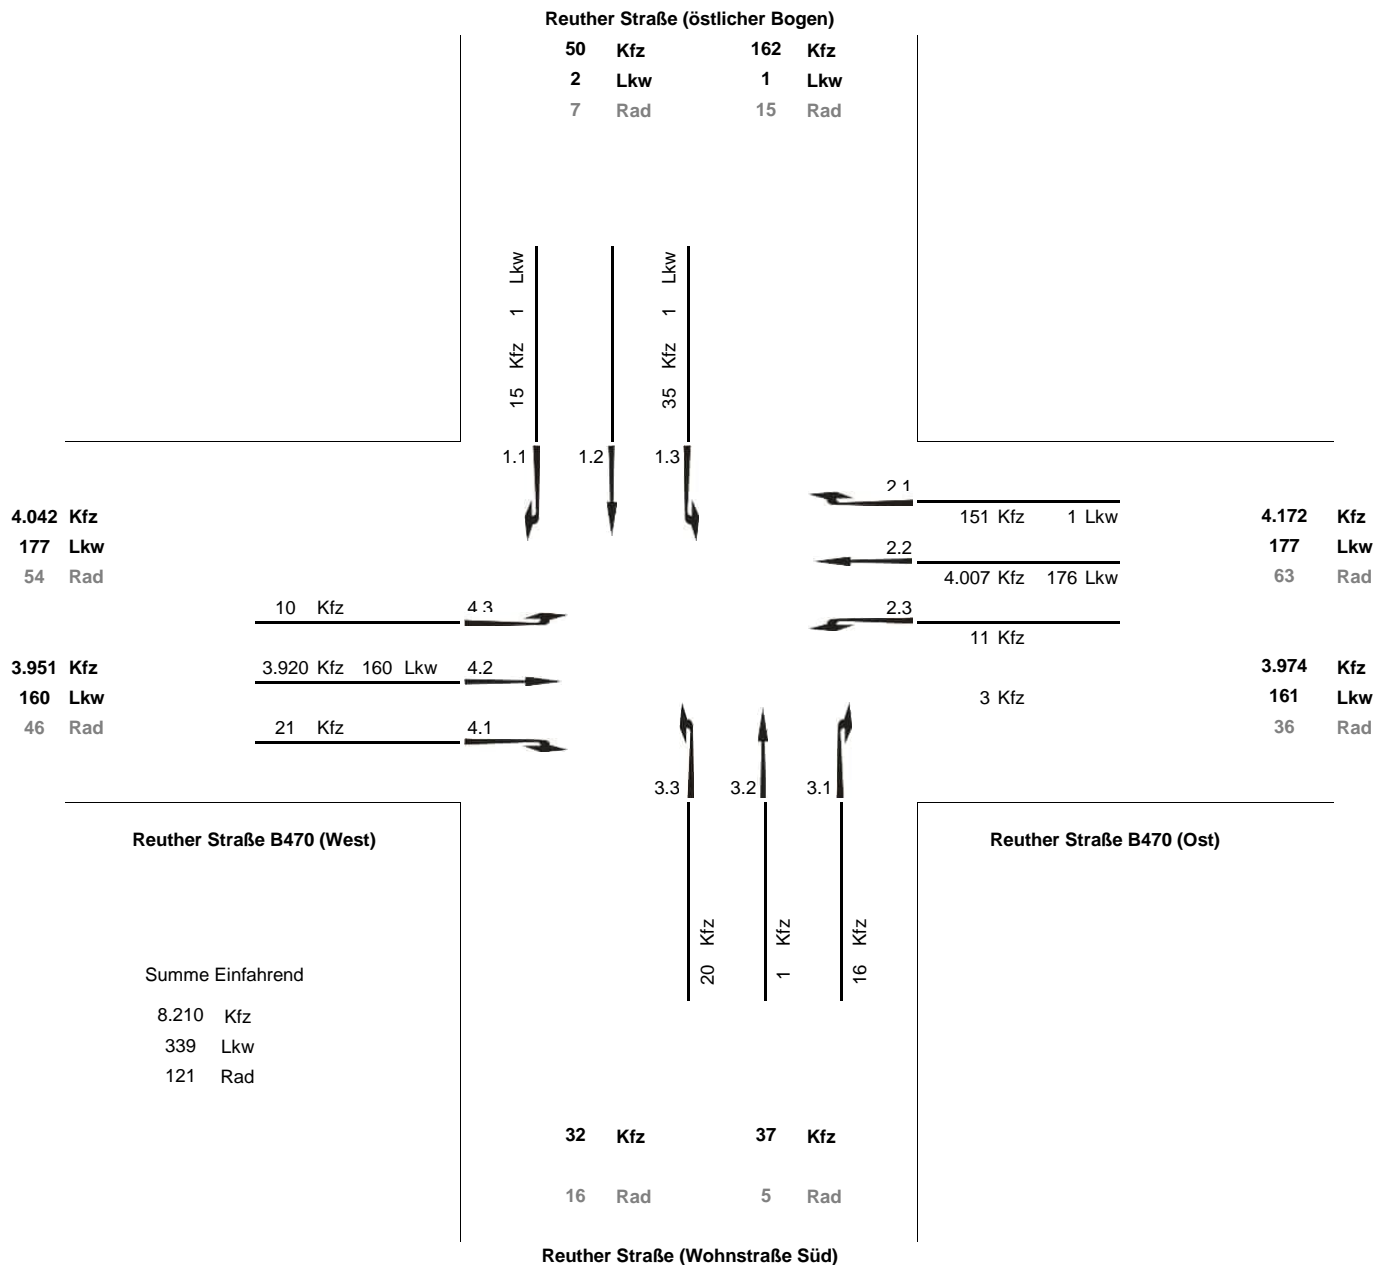 Reuther Straße (östlicher Bogen)
50 Kfz 162 Kfz
2 Lkw 1 Lkw
7 Rad 15 Rad
15 Kfz 1 Lkw
35 Kfz 1 Lkw
1.1 1.2 1.3
2.1
151 Kfz 1 Lkw
2.2
4.007 Kfz 176 Lkw
2.3
11 Kfz
3 Kfz
4.172 Kfz
177 Lkw
63 Rad
3.974 Kfz
161 Lkw
36 Rad
4.042 Kfz
177 Lkw
54 Rad
10 Kfz 4.3
3.920 Kfz 160 Lkw 4.2
21 Kfz 4.1
3.951 Kfz
160 Lkw
46 Rad
3.3 3.2 3.1
20 Kfz
1 Kfz
16 Kfz
Reuther Straße B470 (West)
Reuther Straße B470 (Ost)
Summe Einfahrend
8.210 Kfz
339 Lkw
121 Rad
32 Kfz 37 Kfz
16 Rad 5 Rad
Reuther Straße (Wohnstraße Süd)